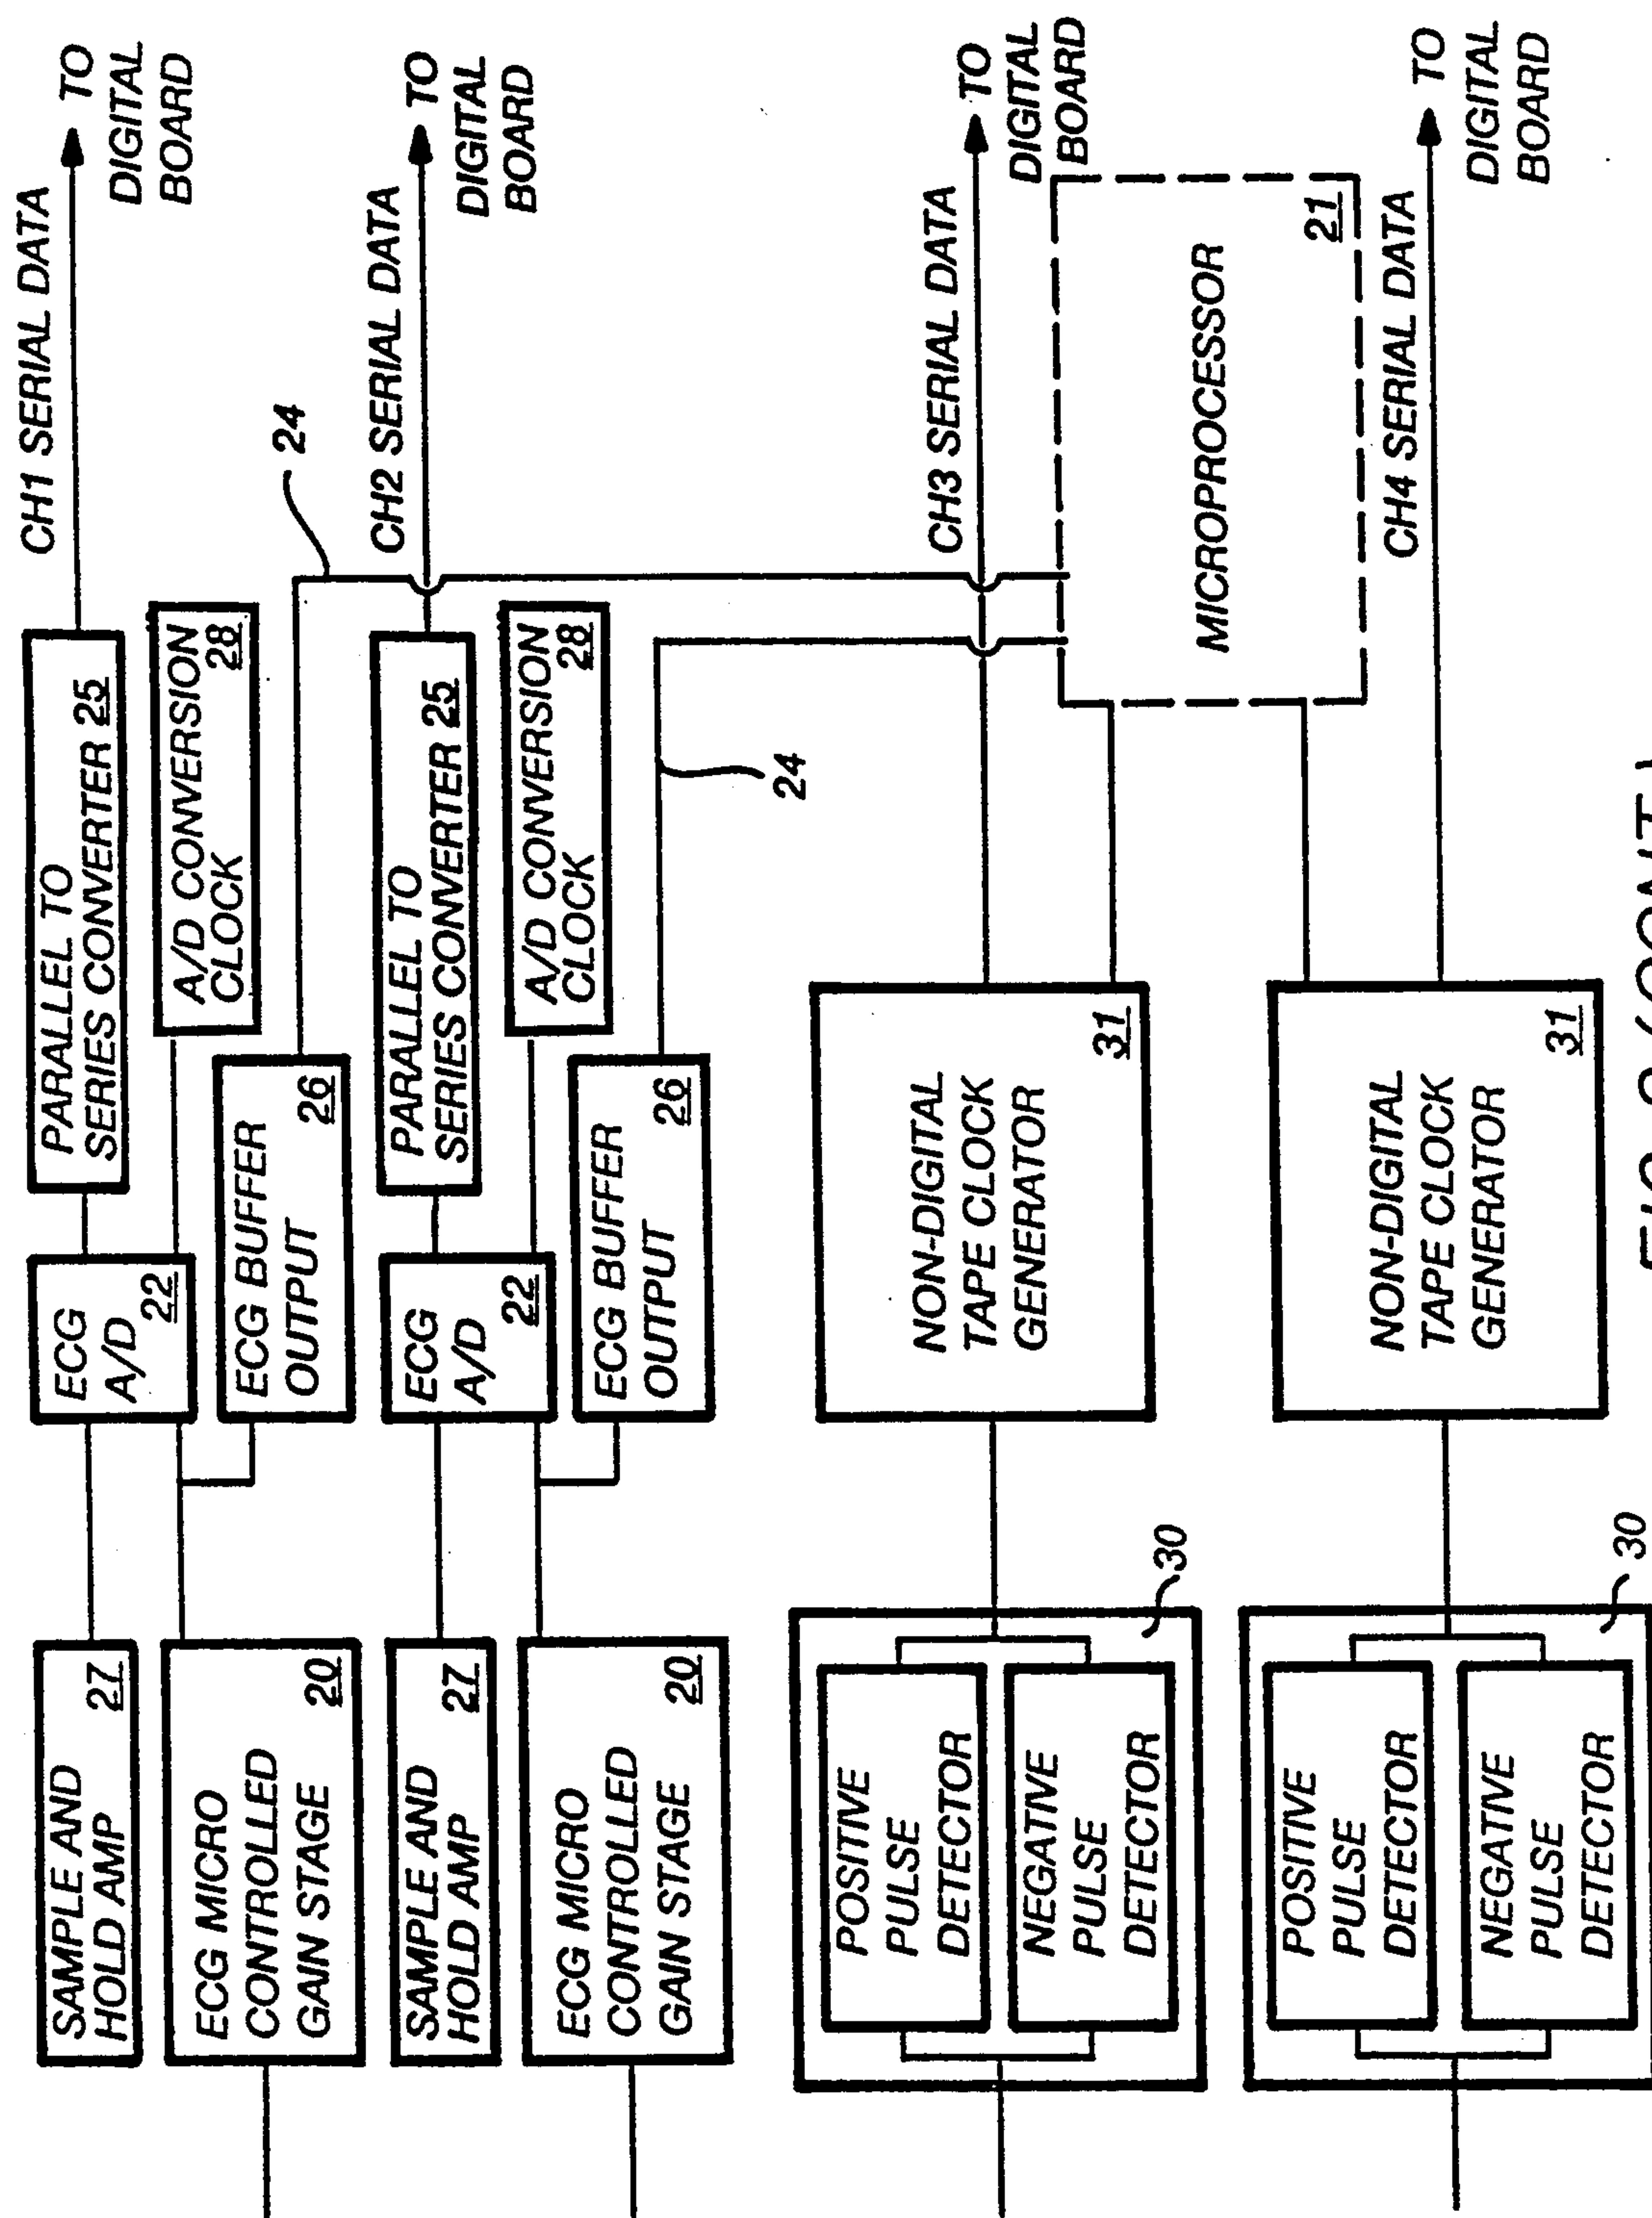 SAMPLE AND
HOLD AMP 27
ECG MICRO
CONTROLLED
GAIN STAGE 20
ECG
A/D 22
ECG BUFFER
OUTPUT 26
PARALLEL TO
SERIES CONVERTER 25
A/D CONVERSION
CLOCK 28
CH1 SERIAL DATA
TO
DIGITAL
BOARD
24
SAMPLE AND
HOLD AMP 27
ECG MICRO
CONTROLLED
GAIN STAGE 20
ECG
A/D 22
ECG BUFFER
OUTPUT 26
PARALLEL TO
SERIES CONVERTER 25
A/D CONVERSION
CLOCK 28
CH2 SERIAL DATA
TO
DIGITAL
BOARD
24
POSITIVE
PULSE
DETECTOR
NEGATIVE
PULSE
DETECTOR
30
NON-DIGITAL
TAPE CLOCK
GENERATOR
31
CH3 SERIAL DATA
TO
DIGITAL
BOARD
MICROPROCESSOR
21
POSITIVE
PULSE
DETECTOR
NEGATIVE
PULSE
DETECTOR
30
NON-DIGITAL
TAPE CLOCK
GENERATOR
31
CH4 SERIAL DATA
TO
DIGITAL
BOARD